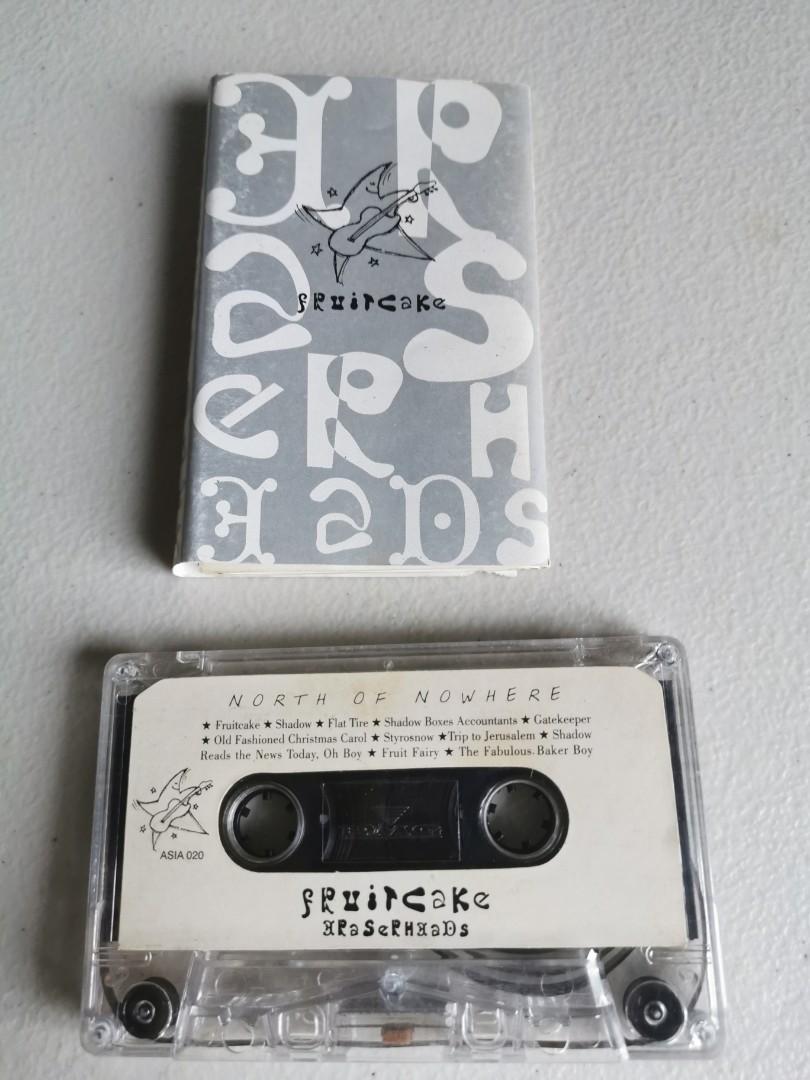 ERaSeRHEaDS
fRuiTCaKe
NORTH OF NOWHERE
★ Fruitcake ★ Shadow ★ Flat Tire ★ Shadow Boxes Accountants ★ Gatekeeper
★ Old Fashioned Christmas Carol ★ Styrosnow ★Trip to Jerusalem ★ Shadow
Reads the News Today, Oh Boy ★ Fruit Fairy ★ The Fabulous Baker Boy
ASIA 020
fRuiTCaKe
ERaSeRHEaDs